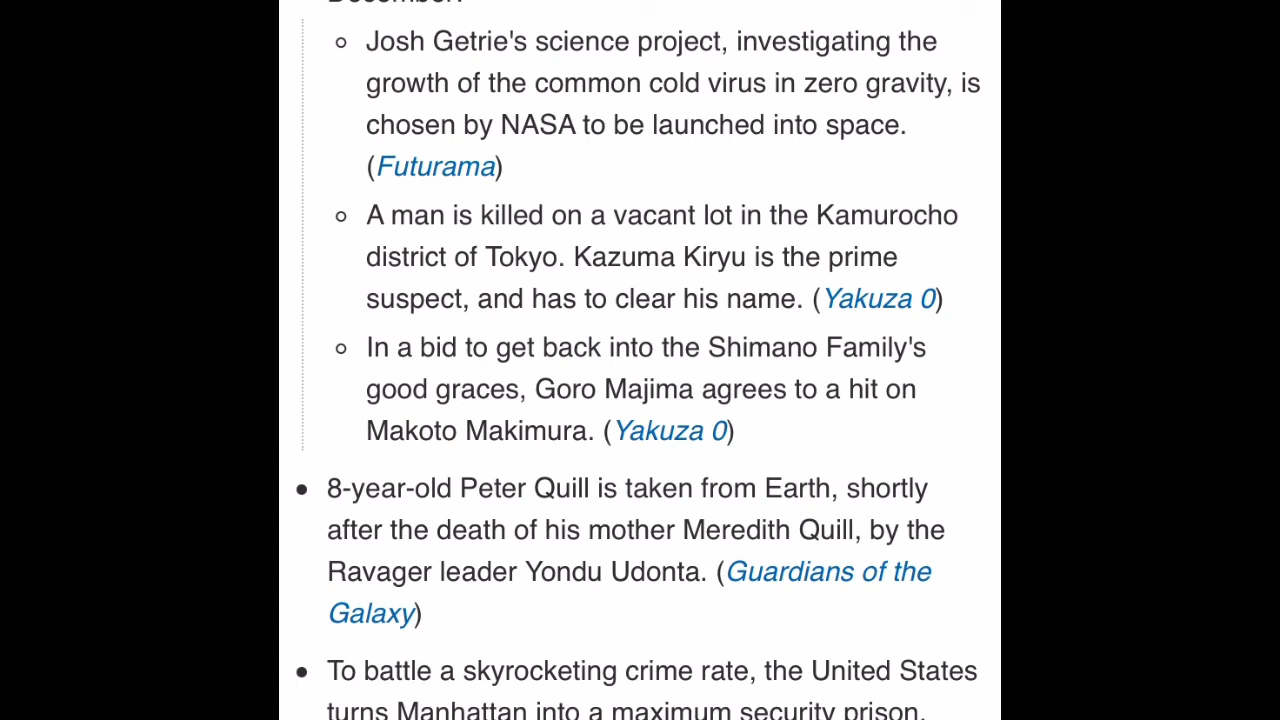 December:
Josh Getrie's science project, investigating the
growth of the common cold virus in zero gravity, is
chosen by NASA to be launched into space.
(Futurama)
A man is killed on a vacant lot in the Kamurocho
district of Tokyo. Kazuma Kiryu is the prime
suspect, and has to clear his name. (Yakuza 0)
In a bid to get back into the Shimano Family's
good graces, Goro Majima agrees to a hit on
Makoto Makimura. (Yakuza 0)
8-year-old Peter Quill is taken from Earth, shortly
after the death of his mother Meredith Quill, by the
Ravager leader Yondu Udonta. (Guardians of the
Galaxy)
To battle a skyrocketing crime rate, the United States
turns Manhattan into a maximum security prison.